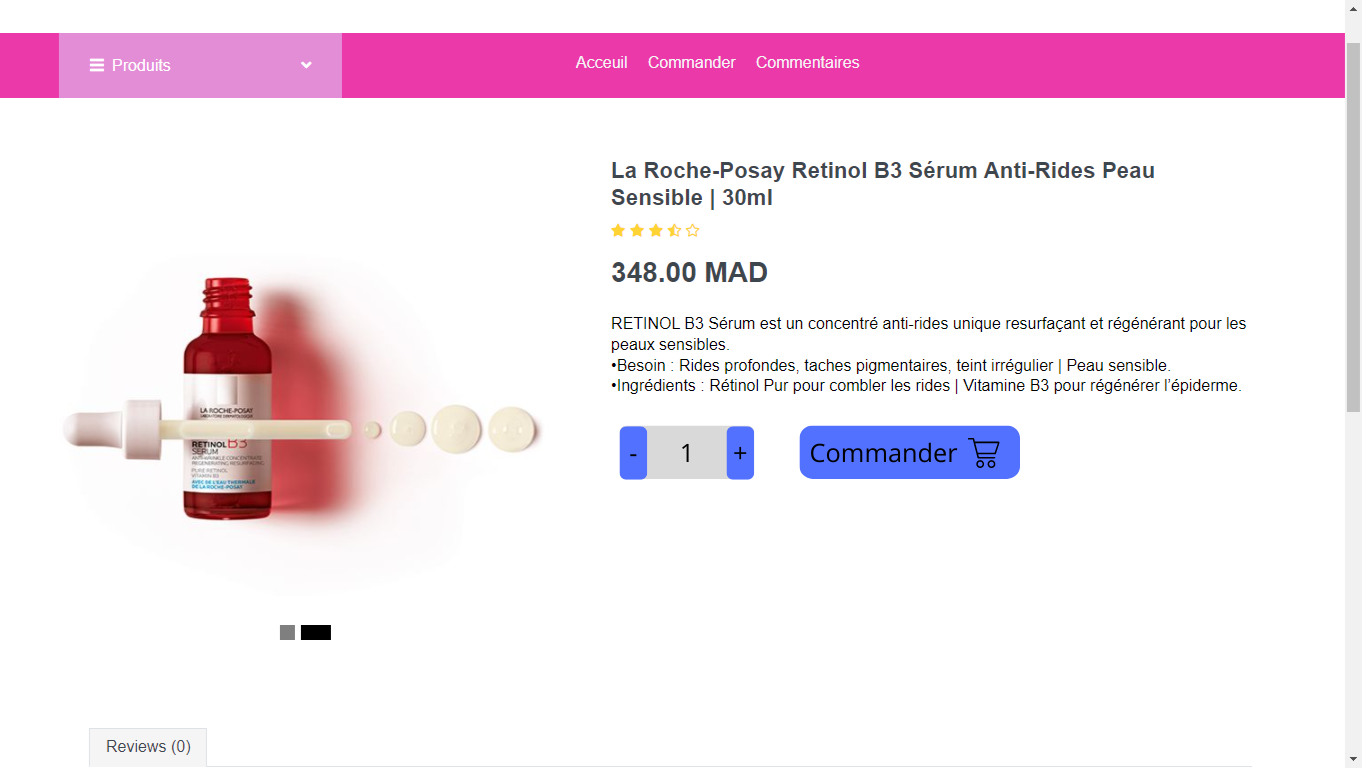 Produits
Acceuil Commander Commentaires
La Roche-Posay Retinol B3 Sérum Anti-Rides Peau
Sensible | 30ml
348.00 MAD
RETINOL B3 Sérum est un concentré anti-rides unique resurfaçant et régénérant pour les
peaux sensibles.
•Besoin : Rides profondes, taches pigmentaires, teint irrégulier | Peau sensible.
•Ingrédients : Rétinol Pur pour combler les rides | Vitamine B3 pour régénérer l’épiderme.
- 1 + Commander
LA ROCHE-POSAY
LABORATOIRE DERMATOLOGIQUE
RETINOL B3
SERUM
ANTI-WRINKLE CONCENTRATE
REGENERATING RESURFACING
PURE RETINOL
VITAMIN B3
AVEC DE L'EAU THERMALE
DE LA ROCHE-POSAY
Reviews (0)